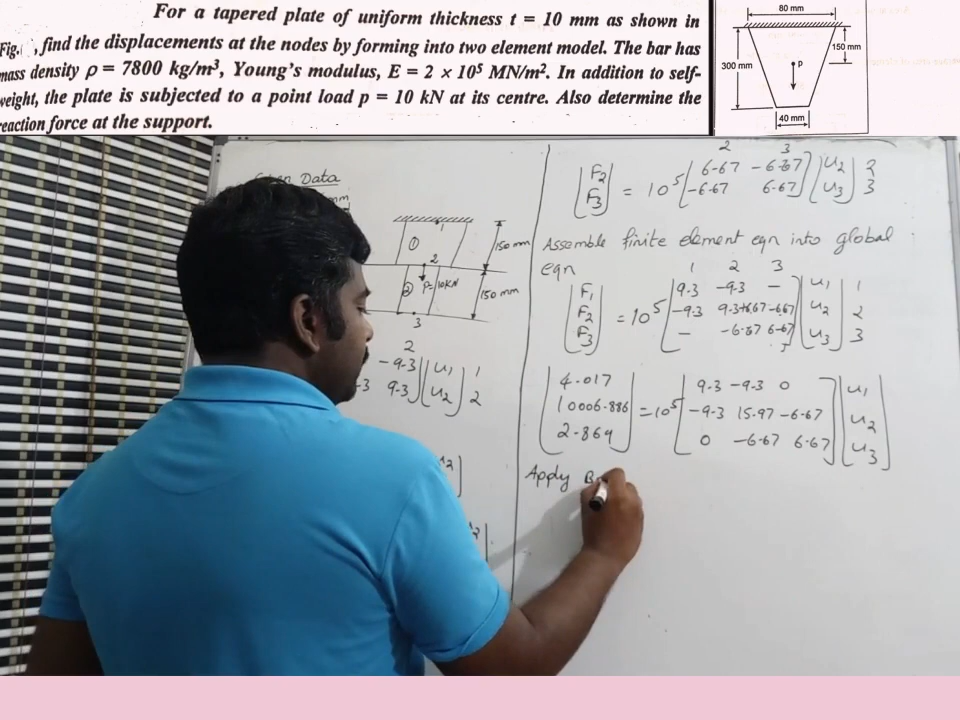 For a tapered plate of uniform thickness t = 10 mm as shown in
Fig. , find the displacements at the nodes by forming into two element model. The bar has
mass density ρ = 7800 kg/m³, Young's modulus, E = 2 × 10⁵ MN/m². In addition to self-
weight, the plate is subjected to a point load p = 10 kN at its centre. Also determine the
reaction force at the support.
80 mm
150 mm
300 mm
P
40 mm
Data
1
①
150 mm
2
② P=10KN
150 mm
3
2
-9.3 u₁ 1
9.3 u₂ 2
2 3
F₂ 6.67 -6.67 u₂ 2
= 10⁵
F₃ -6.67 6.67 u₃ 3
Assemble finite element eqn into global
eqn
1 2 3
F₁ 9.3 -9.3 - u₁ 1
F₂ = 10⁵ -9.3 9.3+6.67 -6.67 u₂ 2
F₃ - -6.67 6.67 u₃ 3
4.017 9.3 -9.3 0 u₁
10006.886 = 10⁵ -9.3 15.97 -6.67 u₂
2.869 0 -6.67 6.67 u₃
Apply B